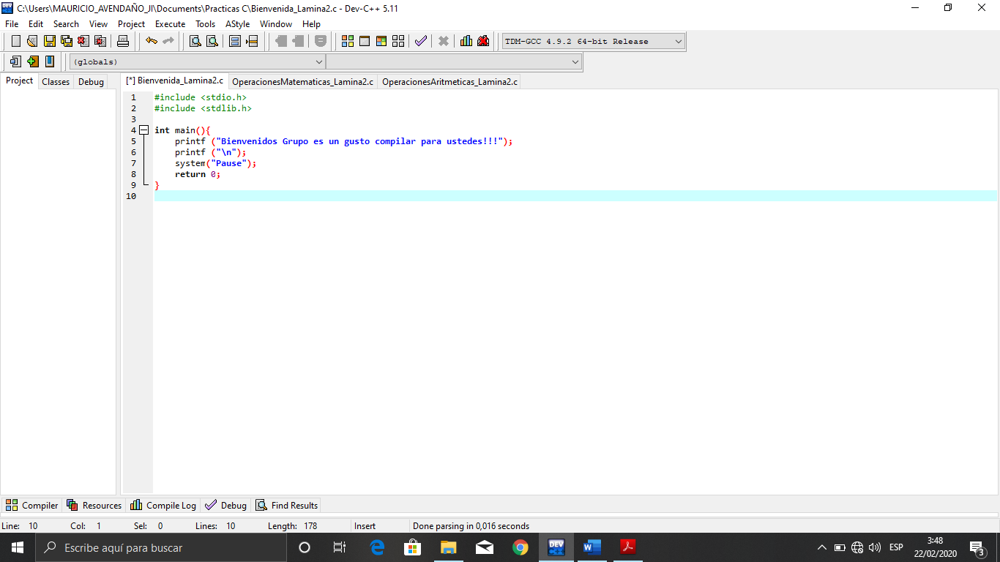 C:\Users\MAURICIO_AVENDAÑO_JI\Documents\Practicas C\Bienvenida_Lamina2.c - Dev-C++ 5.11
File Edit Search View Project Execute Tools AStyle Window Help
TDM-GCC 4.9.2 64-bit Release
(globals)
Project Classes Debug [*] Bienvenida_Lamina2.c OperacionesMatematicas_Lamina2.c OperacionesAritmeticas_Lamina2.c
1 #include <stdio.h>
2 #include <stdlib.h>
3
4 int main(){
5 printf ("Bienvenidos Grupo es un gusto compilar para ustedes!!!");
6 printf ("\n");
7 system("Pause");
8 return 0;
9 }
10
Compiler Resources Compile Log Debug Find Results
Line: 10 Col: 1 Sel: 0 Lines: 10 Length: 178 Insert Done parsing in 0,016 seconds
Escribe aquí para buscar
DEV
ESP
3:48
22/02/2020
3